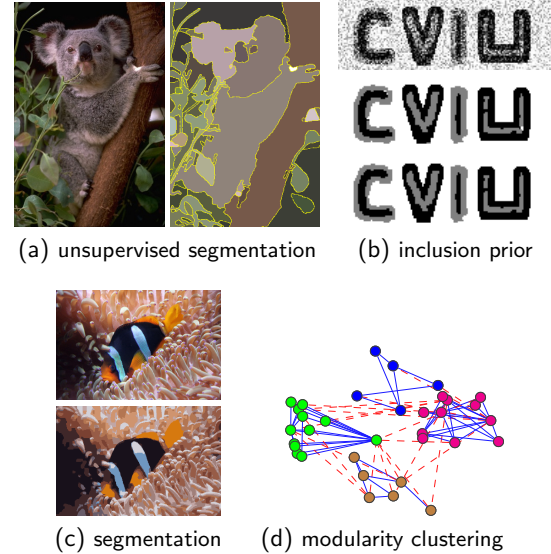 CVIU
CVIU
CVIU
(a) unsupervised segmentation
(b) inclusion prior
(c) segmentation
(d) modularity clustering